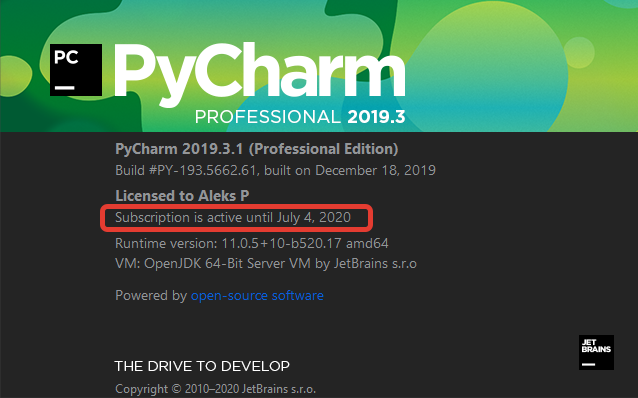 PC
PyCharm
PROFESSIONAL 2019.3
PyCharm 2019.3.1 (Professional Edition)
Build #PY-193.5662.61, built on December 18, 2019
Licensed to Aleks P
Subscription is active until July 4, 2020
Runtime version: 11.0.5+10-b520.17 amd64
VM: OpenJDK 64-Bit Server VM by JetBrains s.r.o
Powered by open-source software
JET
BRAINS
THE DRIVE TO DEVELOP
Copyright © 2010–2020 JetBrains s.r.o.